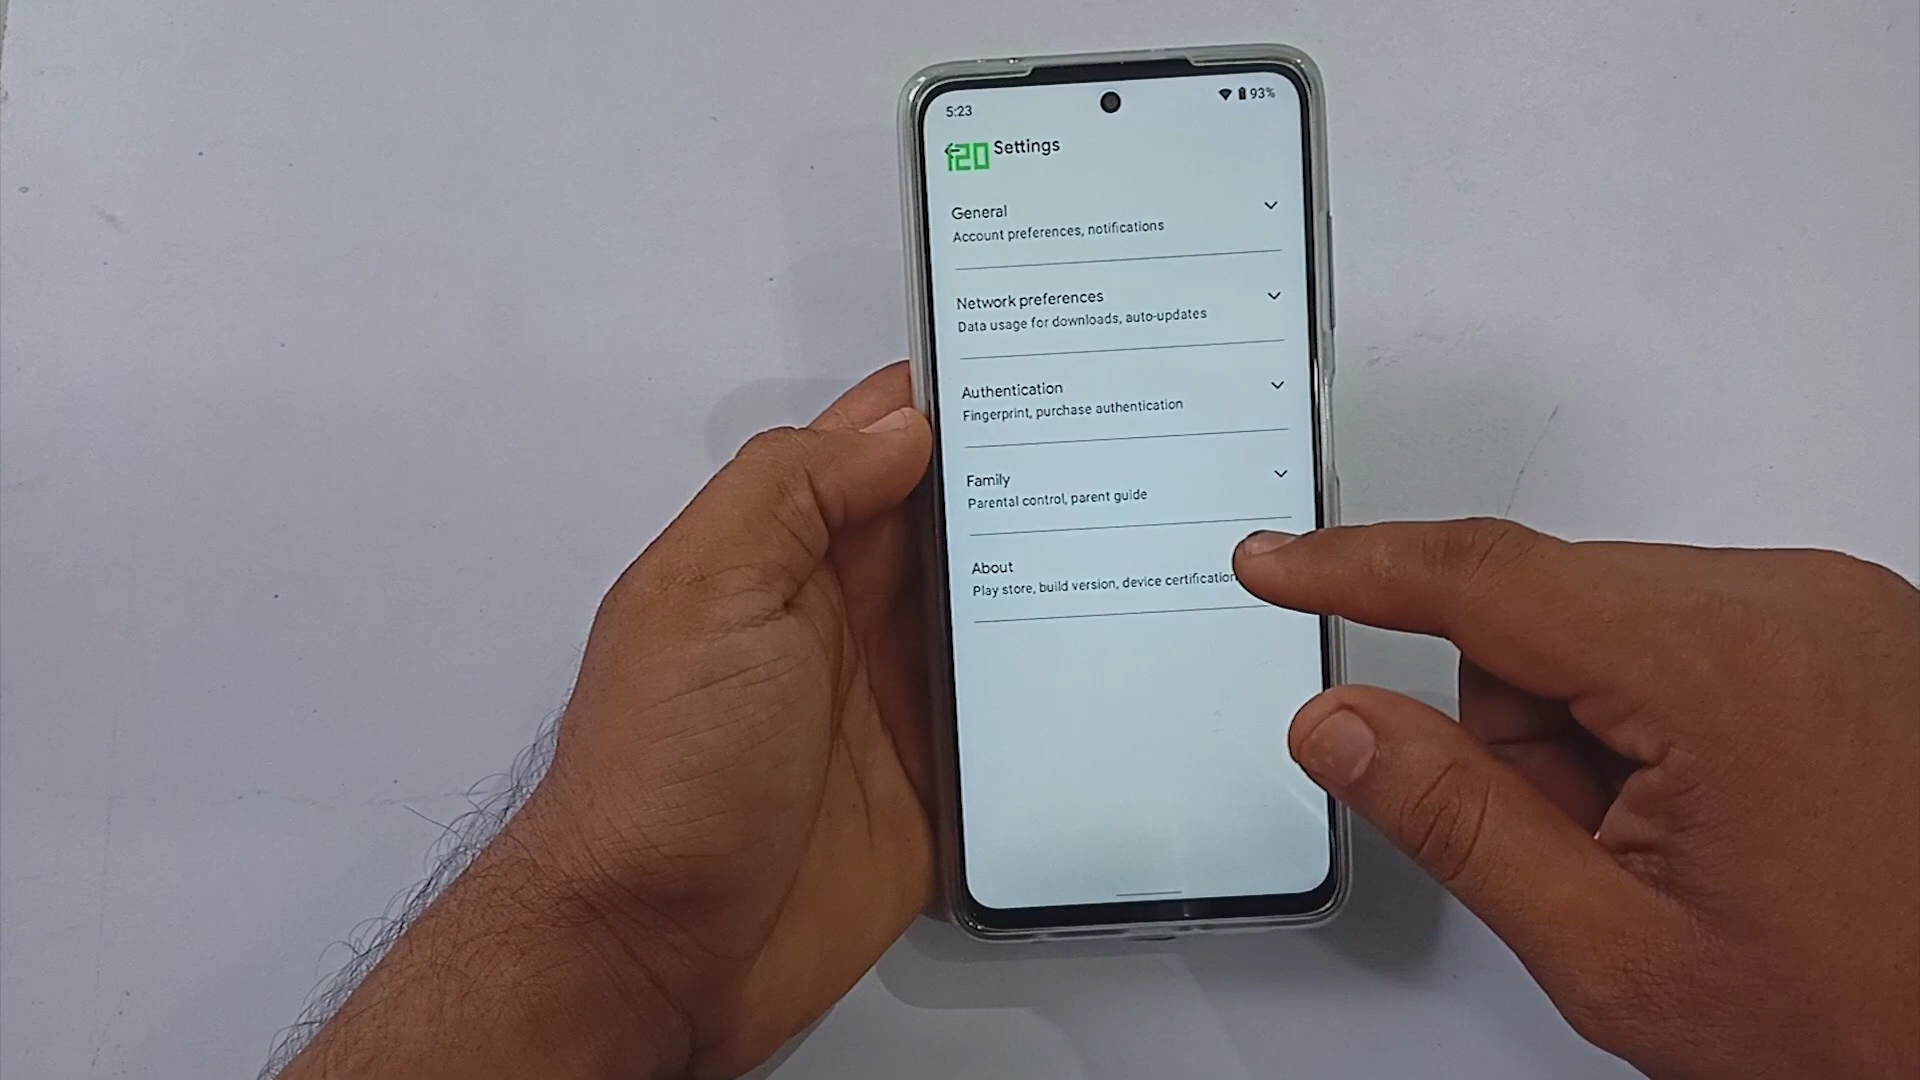 5:23
93%
120
Settings
General
Account preferences, notifications
Network preferences
Data usage for downloads, auto-updates
Authentication
Fingerprint, purchase authentication
Family
Parental control, parent guide
About
Play store, build version, device certification